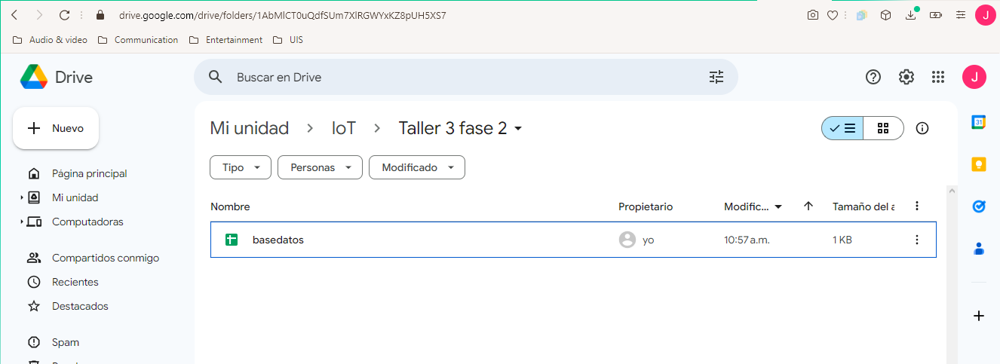 drive.google.com/drive/folders/1AbMlCT0uQdfSUm7XlRGWYxKZ8pUH5XS7
J
Audio & video Communication Entertainment UIS
Drive
Buscar en Drive
J
Nuevo
Mi unidad > IoT > Taller 3 fase 2
31
Tipo Personas Modificado
Página principal
Mi unidad
Computadoras
Nombre Propietario Modific... Tamaño del a
basedatos yo 10:57 a.m. 1 KB
Compartidos conmigo
Recientes
Destacados
Spam